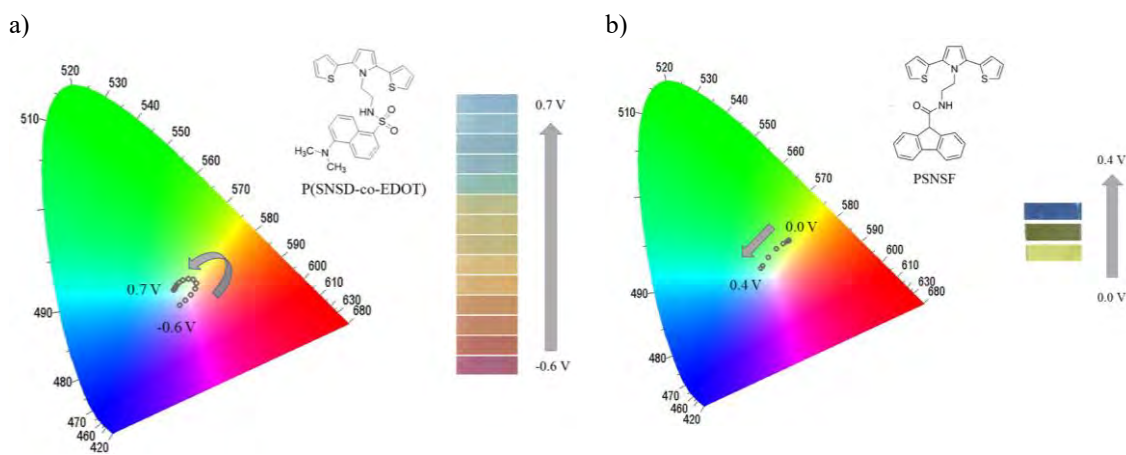 a)
520
530
540
510
550
560
570
580
590
600
610
630
680
490
480
470
460
420
0.7 V
-0.6 V
S
N
S
HN
S
O
O
H3C
N
CH3
P(SNSD-co-EDOT)
0.7 V
-0.6 V
b)
520
530
540
510
550
560
570
580
590
600
610
630
680
490
480
470
460
420
0.0 V
0.4 V
S
N
S
O
NH
PSNSF
0.4 V
0.0 V